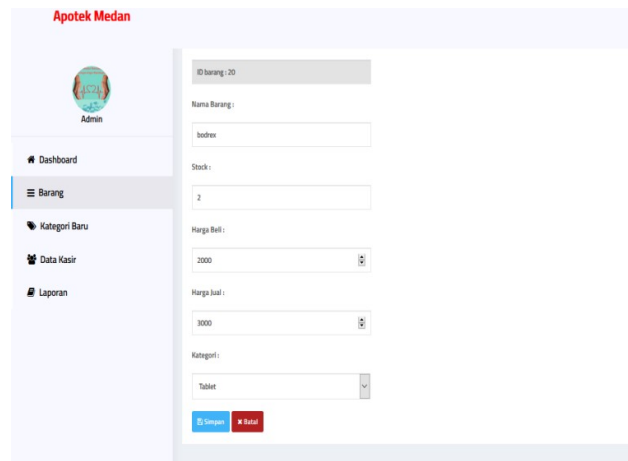 Apotek Medan
Admin
Dashboard
Barang
Kategori Baru
Data Kasir
Laporan
ID barang : 20
Nama Barang :
bodrex
Stock :
2
Harga Beli :
2000
Harga Jual :
3000
Kategori :
Tablet
Simpan
Batal